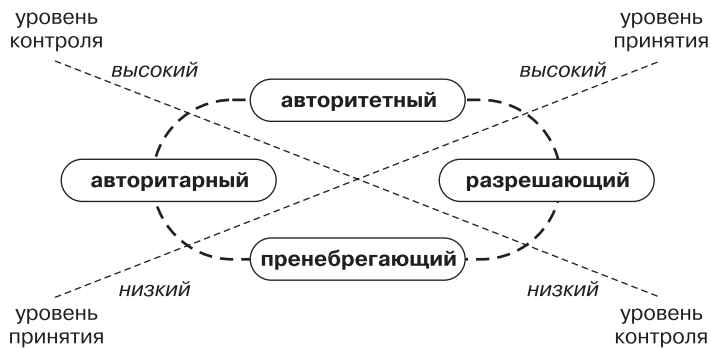 уровень
контроля
уровень
принятия
высокий
высокий
авторитетный
авторитарный
разрешающий
пренебрегающий
низкий
низкий
уровень
принятия
уровень
контроля